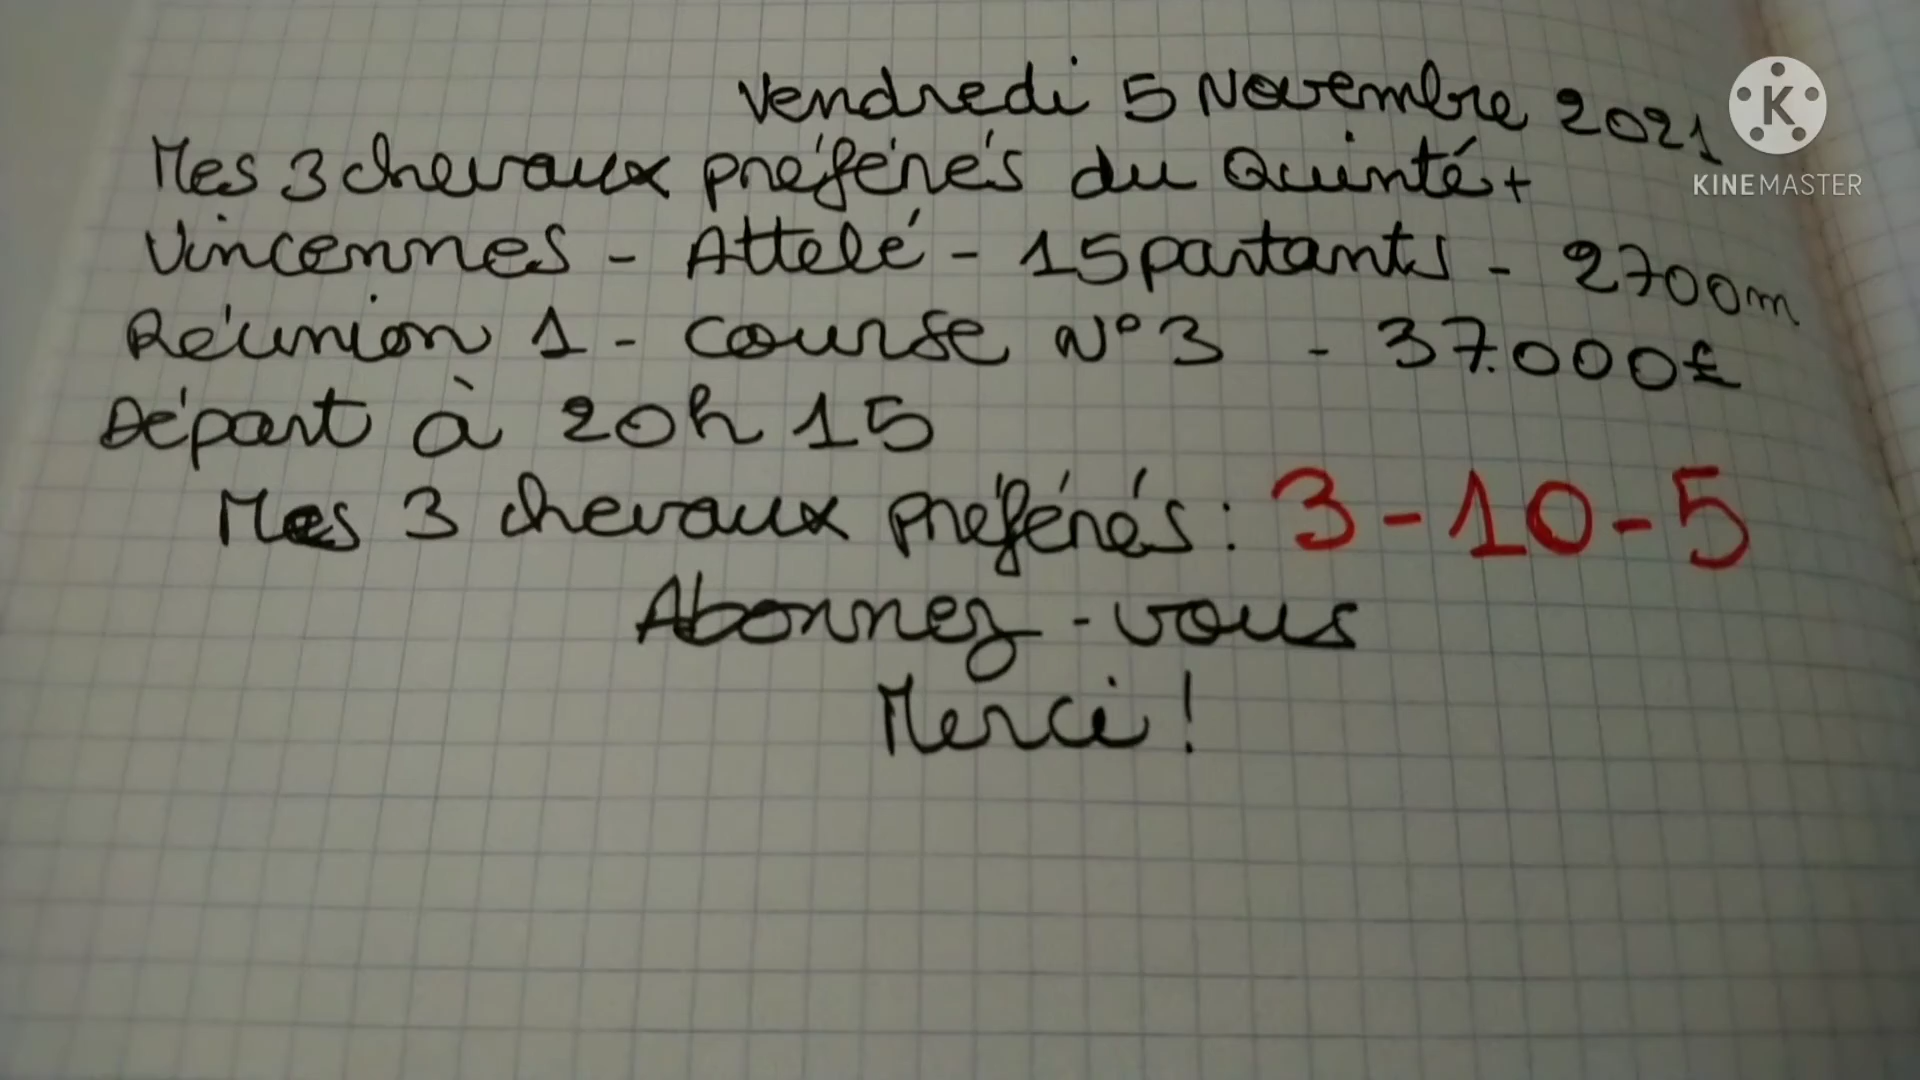 Vendredi 5 Novembre 2021
Mes 3 chevaux préférés du Quinté+
Vincennes - Attelé - 15 partants - 2700m
Réunion 1 - course N° 3 - 37.000€
Départ à 20h15
Mes 3 chevaux préférés : 3-10-5
Abonnez-vous
Merci !
K
KINEMASTER